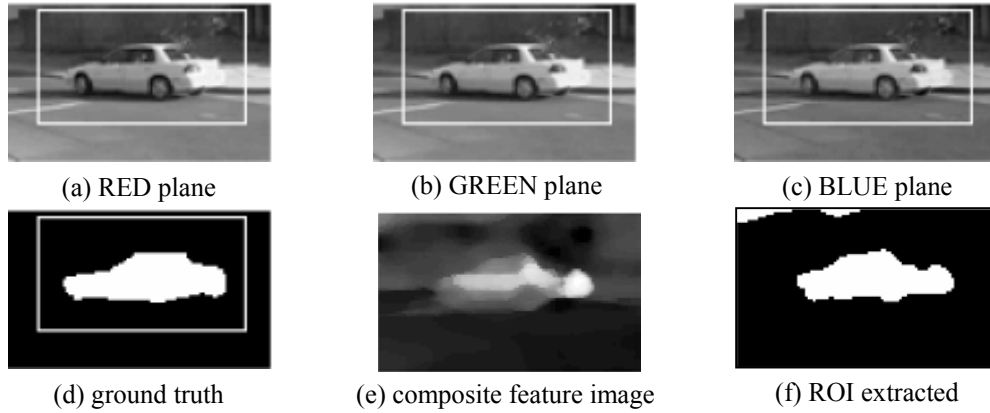 (a) RED plane
(b) GREEN plane
(c) BLUE plane
(d) ground truth
(e) composite feature image
(f) ROI extracted